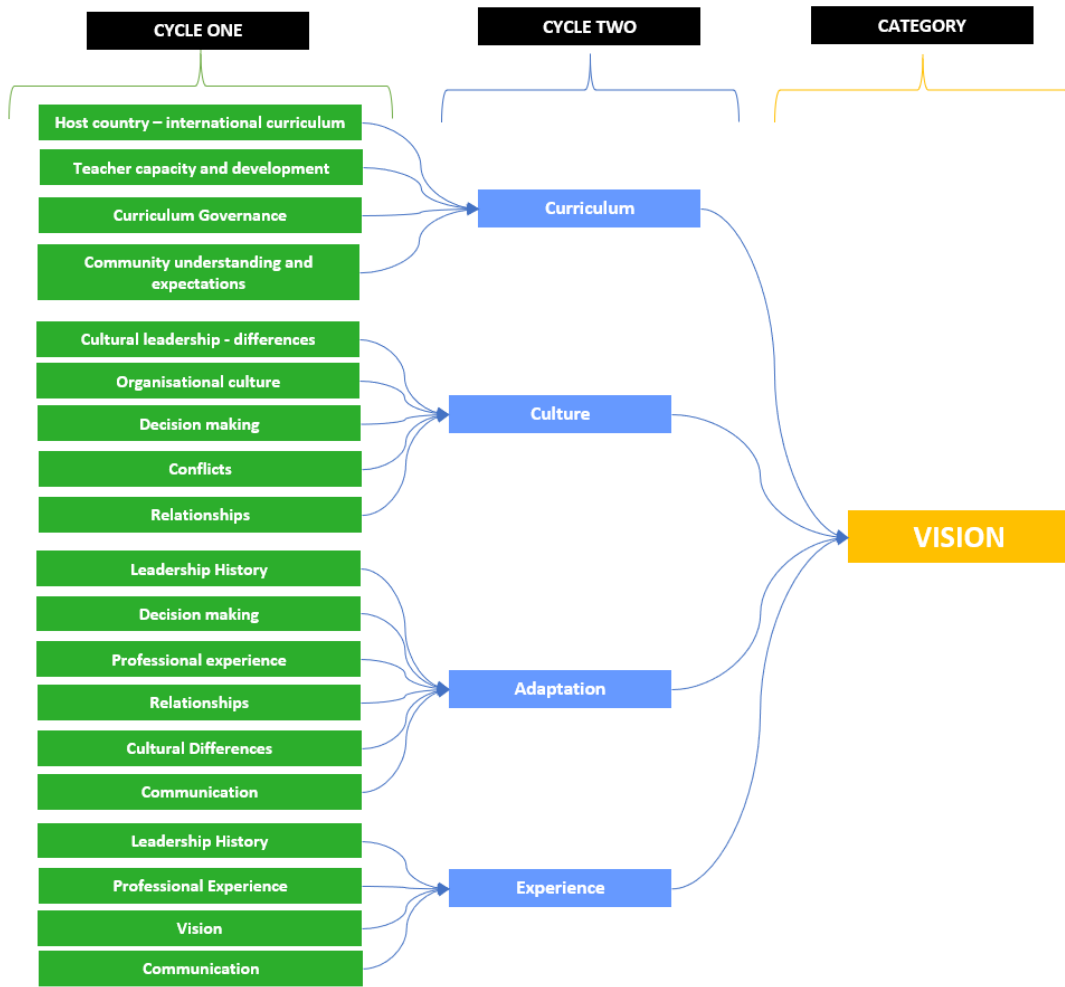 CYCLE ONE
CYCLE TWO
CATEGORY
Host country – international curriculum
Teacher capacity and development
Curriculum Governance
Community understanding and
expectations
Curriculum
Cultural leadership - differences
Organisational culture
Decision making
Conflicts
Relationships
Culture
Leadership History
Decision making
Professional experience
Relationships
Cultural Differences
Communication
Adaptation
Leadership History
Professional Experience
Vision
Communication
Experience
VISION